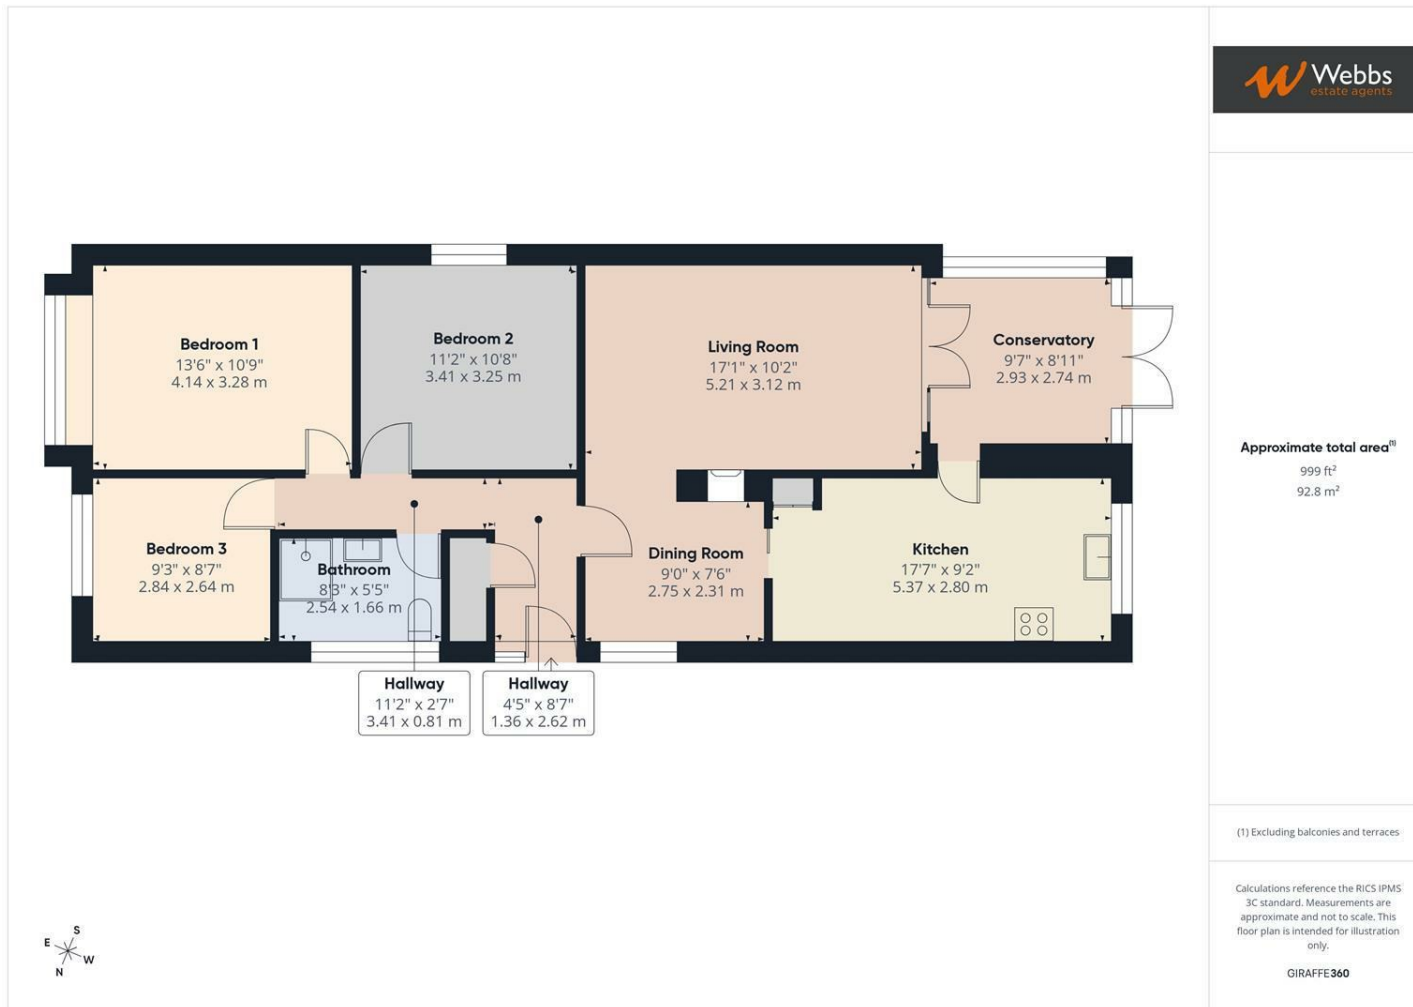 Webbs
estate agents
Bedroom 1
13'6" x 10'9"
4.14 x 3.28 m
Bedroom 2
11'2" x 10'8"
3.41 x 3.25 m
Living Room
17'1" x 10'2"
5.21 x 3.12 m
Conservatory
9'7" x 8'11"
2.93 x 2.74 m
Bedroom 3
9'3" x 8'7"
2.84 x 2.64 m
Bathroom
8'3" x 5'5"
2.54 x 1.66 m
Dining Room
9'0" x 7'6"
2.75 x 2.31 m
Kitchen
17'7" x 9'2"
5.37 x 2.80 m
Hallway
11'2" x 2'7"
3.41 x 0.81 m
Hallway
4'5" x 8'7"
1.36 x 2.62 m
Approximate total area⁽¹⁾
999 ft²
92.8 m²
(1) Excluding balconies and terraces
Calculations reference the RICS IPMS
3C standard. Measurements are
approximate and not to scale. This
floor plan is intended for illustration
only.
GIRAFFE360
S
E
W
N